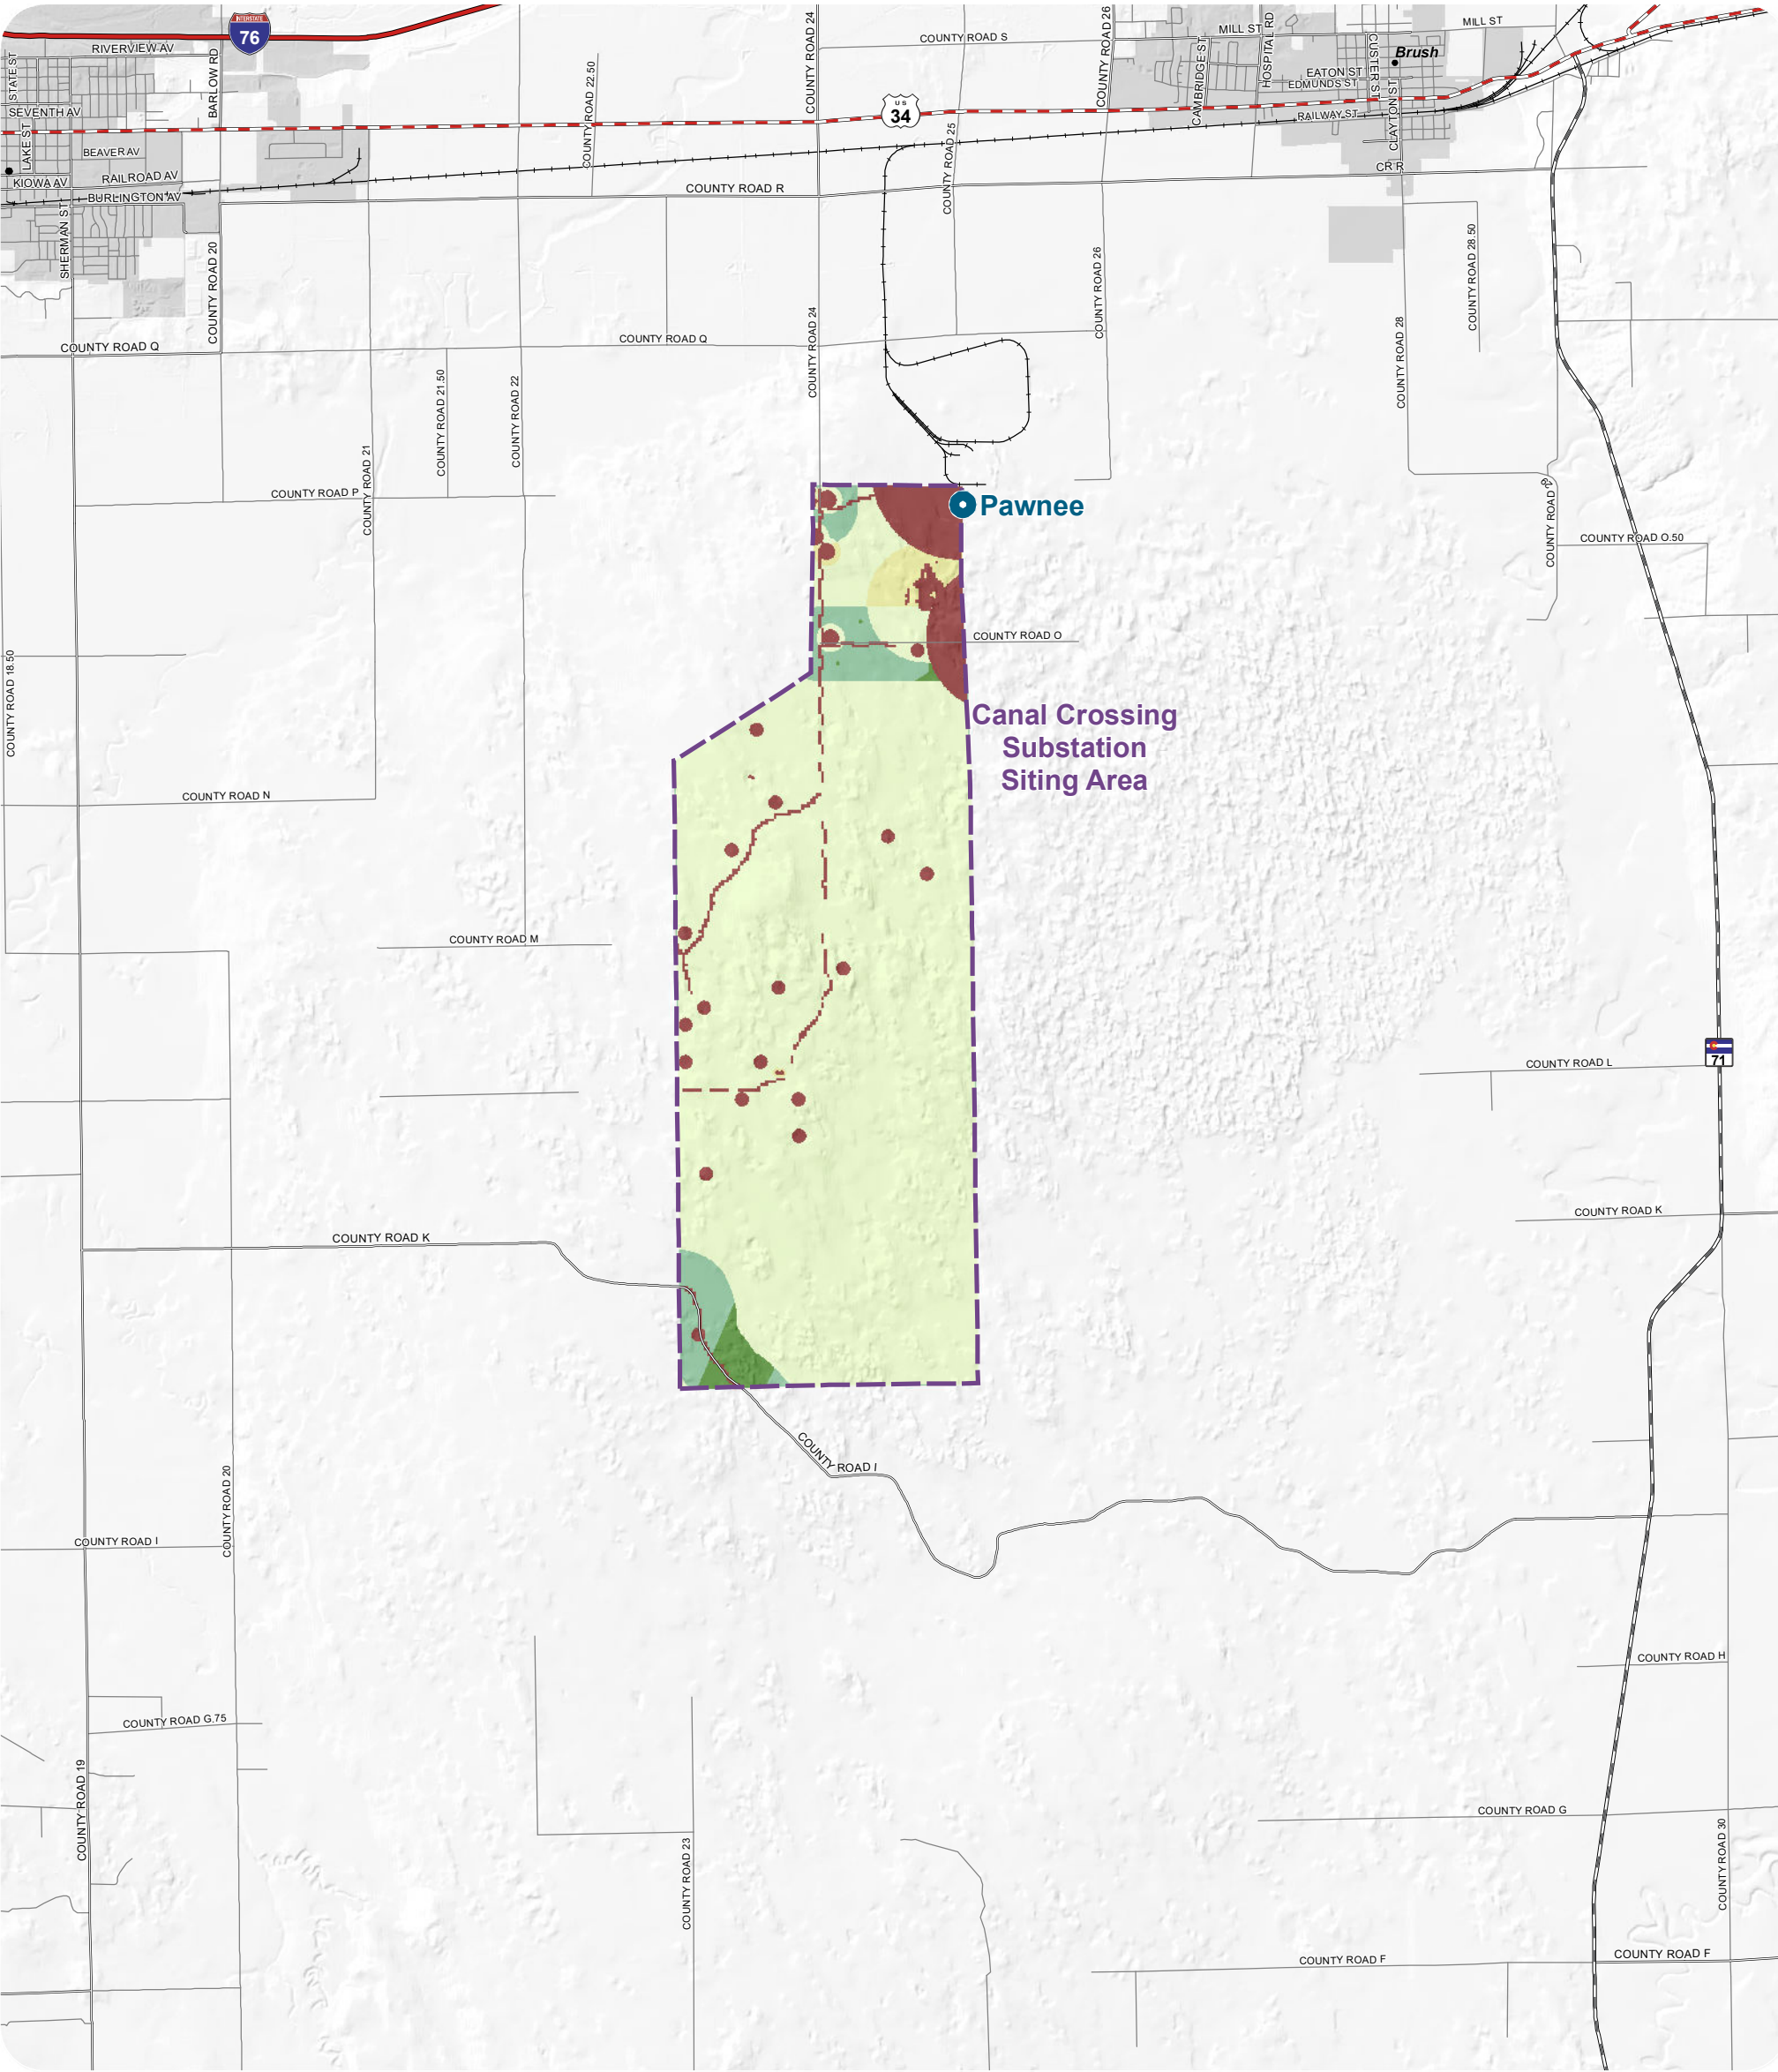 INTERSTATE
76
RIVERVIEW AV
STATE ST
BARLOW RD
SEVENTH AV
LAKE ST
BEAVER AV
KIOWA AV
RAILROAD AV
BURLINGTON AV
SHERMAN ST
COUNTY ROAD 20
COUNTY ROAD 22.50
COUNTY ROAD 24
COUNTY ROAD S
US
34
COUNTY ROAD 25
COUNTY ROAD 26
MILL ST
MILL ST
HOSPITAL RD
CAMBRIDGE ST
CUSTER ST
Brush
EATON ST
EDMUNDS ST
CLAYTON ST
RAILWAY ST
CR R
COUNTY ROAD R
COUNTY ROAD 28.50
COUNTY ROAD 26
COUNTY ROAD 24
COUNTY ROAD 28
COUNTY ROAD Q
COUNTY ROAD Q
COUNTY ROAD 21.50
COUNTY ROAD 22
COUNTY ROAD 21
COUNTY ROAD P
Pawnee
COUNTY ROAD O.50
COUNTY ROAD O
COUNTY ROAD 18.50
Canal Crossing
Substation
Siting Area
COUNTY ROAD N
COUNTY ROAD M
COUNTY ROAD L
71
COUNTY ROAD K
COUNTY ROAD K
COUNTY ROAD I
COUNTY ROAD 20
COUNTY ROAD I
COUNTY ROAD H
COUNTY ROAD G.75
COUNTY ROAD 19
COUNTY ROAD G
COUNTY ROAD 23
COUNTY ROAD 30
COUNTY ROAD F
COUNTY ROAD F